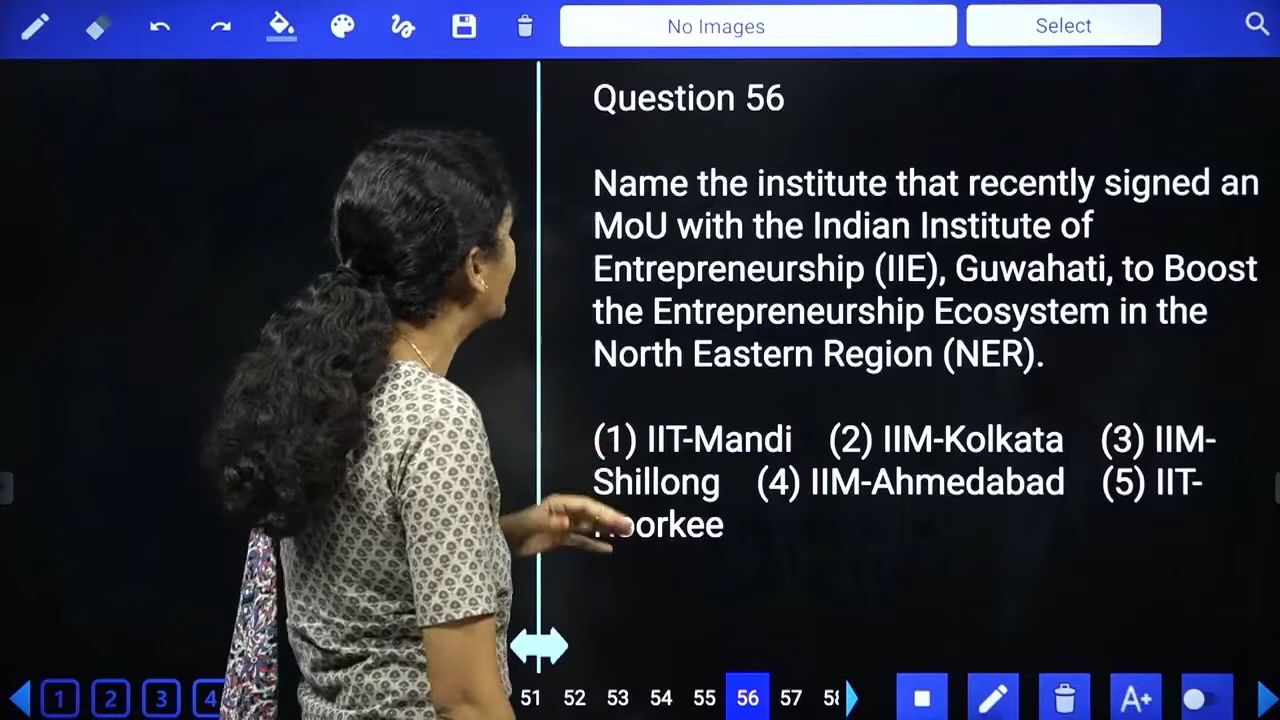 No Images
Select
Question 56
Name the institute that recently signed an
MoU with the Indian Institute of
Entrepreneurship (IIE), Guwahati, to Boost
the Entrepreneurship Ecosystem in the
North Eastern Region (NER).
(1) IIT-Mandi (2) IIM-Kolkata (3) IIM-
Shillong (4) IIM-Ahmedabad (5) IIT-
Roorkee
1 2 3 4 51 52 53 54 55 56 57 58 A+